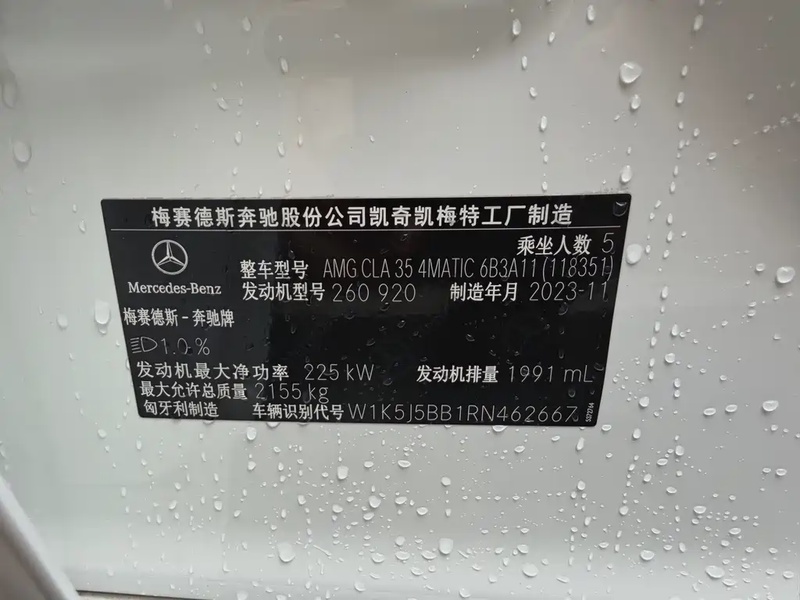 梅赛德斯奔驰股份公司凯奇凯梅特工厂制造
乘坐人数 5
整车型号 AMG CLA 35 4MATIC 6B3A11 (118351)
Mercedes-Benz
发动机型号 260 920 制造年月 2023-11
梅赛德斯-奔驰牌
1.0 %
发动机最大净功率 225 kW 发动机排量 1991 mL
最大允许总质量 2155 kg
匈牙利制造 车辆识别代号 W1K5J5BB1RN462667